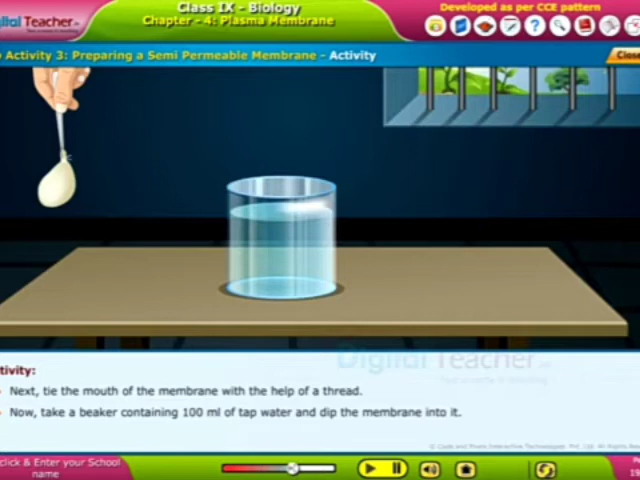 Digital Teacher
Class IX - Biology
Chapter - 4: Plasma Membrane
Developed as per CCE pattern
Activity 3: Preparing a Semi Permeable Membrane - Activity
Close
Digital Teacher
tivity:
Next, tie the mouth of the membrane with the help of a thread.
Now, take a beaker containing 100 ml of tap water and dip the membrane into it.
click & Enter your School
name